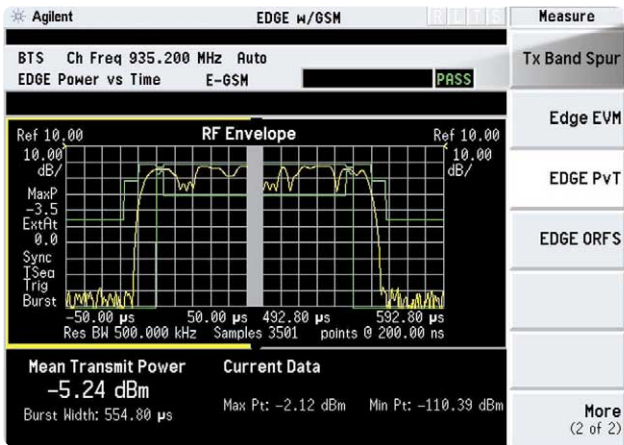 Agilent EDGE w/GSM R L T S Measure
BTS Ch Freq 935.200 MHz Auto
EDGE Power vs Time E-GSM PASS
Tx Band Spur
Edge EVM
EDGE PvT
EDGE ORFS
More
(2 of 2)
Ref 10.00 RF Envelope Ref 10.00
10.00 10.00
dB/ dB/
MaxP
-3.5
ExtAt
0.0
Sync
TSeq
Trig
Burst
-50.00 µs 50.00 µs 492.80 µs 592.80 µs
Res BW 500.000 kHz Samples 3501 points @ 200.00 ns
Mean Transmit Power Current Data
-5.24 dBm
Burst Width: 554.80 µs Max Pt: -2.12 dBm Min Pt: -110.39 dBm